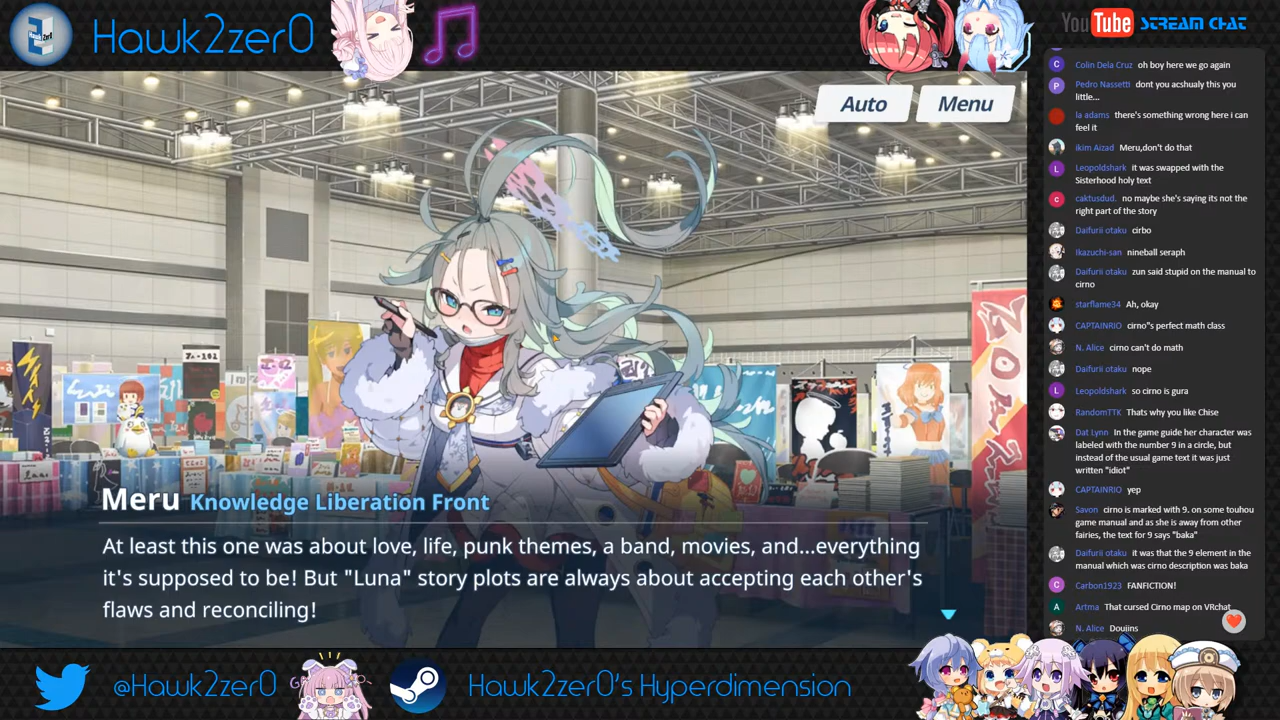 Hawk2zer0
YouTube STREAM CHAT
Auto
Menu
Meru Knowledge Liberation Front
At least this one was about love, life, punk themes, a band, movies, and...everything
it's supposed to be! But "Luna" story plots are always about accepting each other's
flaws and reconciling!
Colin Dela Cruz oh boy here we go again
Pedro Nassetti dont you acshualy this you
little...
la adams there's something wrong here i can
feel it
ikim Aizad Meru,don't do that
Leopoldshark it was swapped with the
Sisterhood holy text
caktusdud. no maybe she's saying its not the
right part of the story
Daifurii otaku cirbo
Ikazuchi-san nineball seraph
Daifurii otaku zun said stupid on the manual to
cirno
starflame34 Ah, okay
CAPTAINRIO cirno"s perfect math class
N. Alice cirno can't do math
Daifurii otaku nope
Leopoldshark so cirno is gura
RandomTTK Thats why you like Chise
Dat Lynn In the game guide her character was
labeled with the number 9 in a circle, but
instead of the usual game text it was just
written "idiot"
CAPTAINRIO yep
Savon cirno is marked with 9. on some touhou
game manual and as she is away from other
fairies, the text for 9 says "baka"
Daifurii otaku it was that the 9 element in the
manual which was cirno description was baka
Carbon1923 FANFICTION!
Artma That cursed Cirno map on VRchat
N. Alice Doujins
@Hawk2zer0
Hawk2zer0's Hyperdimension